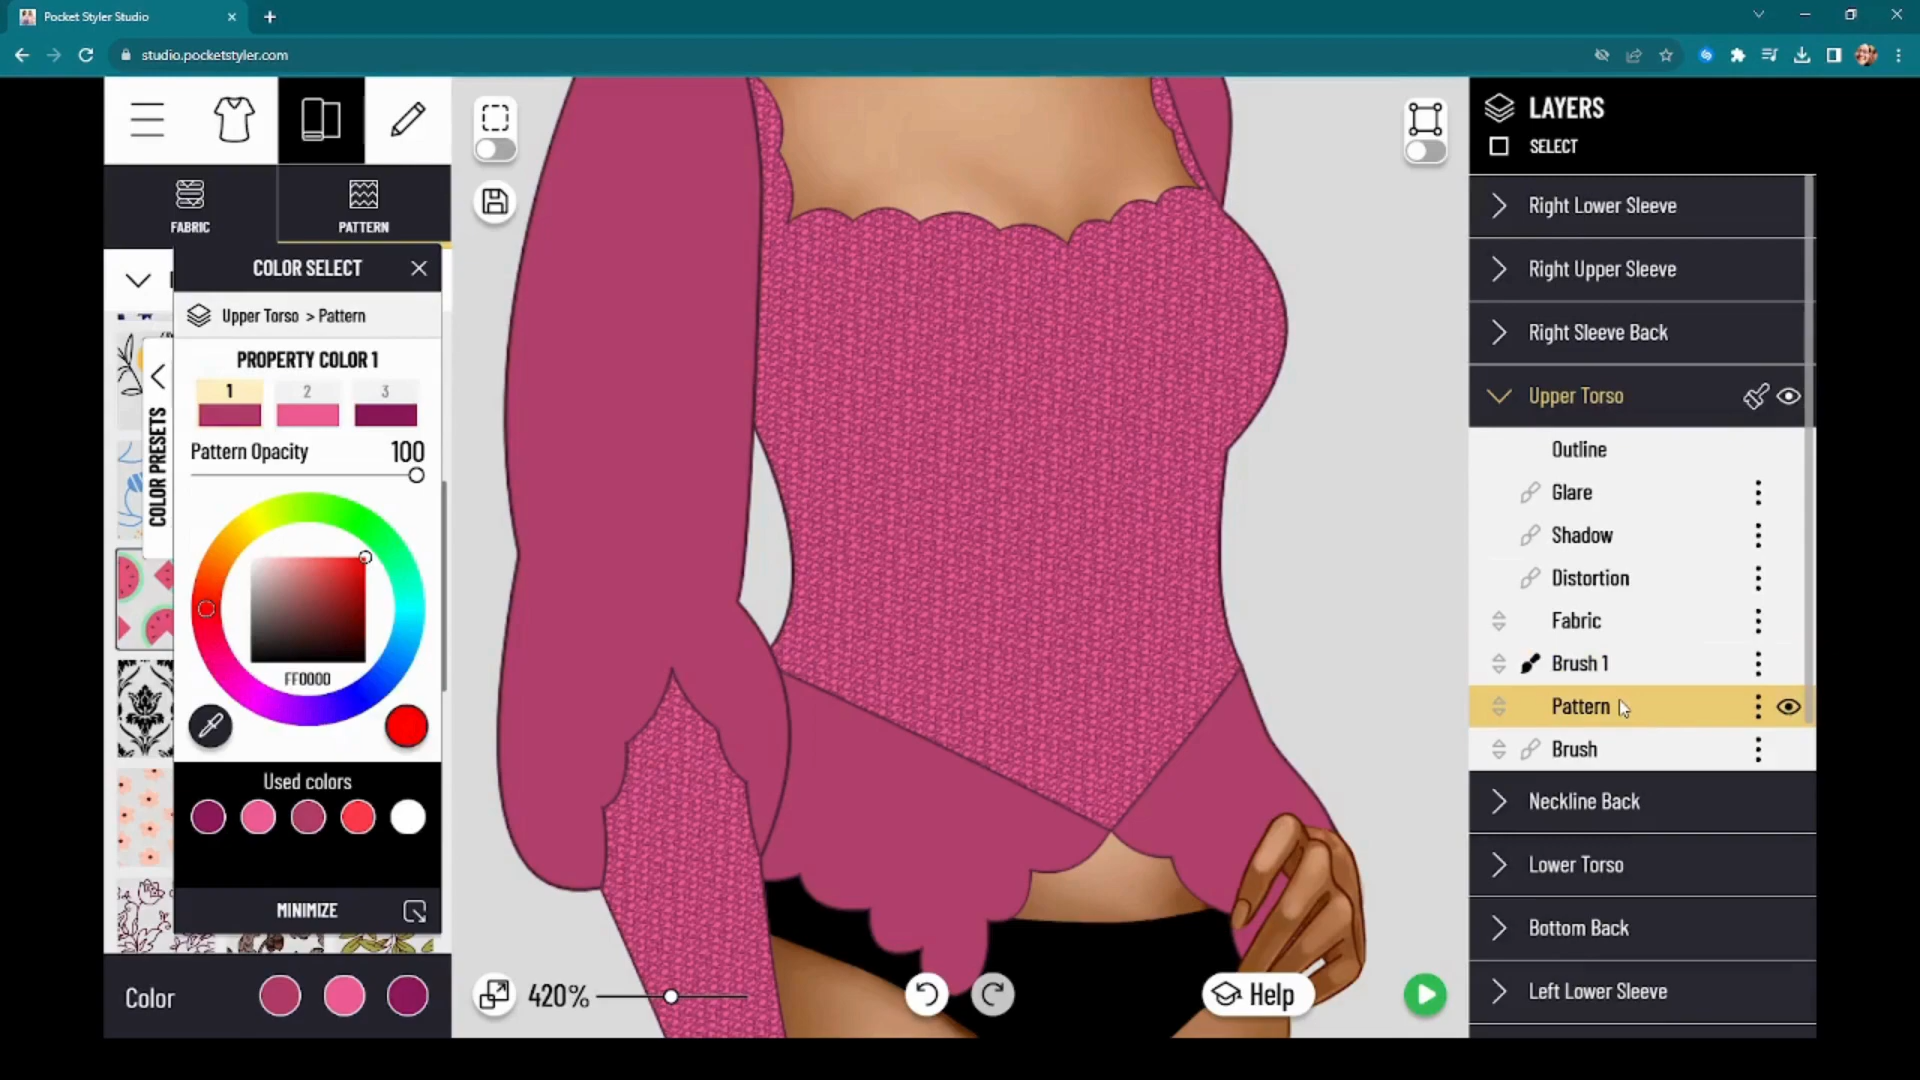 Pocket Styler Studio
studio.pocketstyler.com
FABRIC
PATTERN
COLOR SELECT
Upper Torso > Pattern
PROPERTY COLOR 1
1 2 3
Pattern Opacity 100
COLOR PRESETS
FF0000
Used colors
MINIMIZE
Color
420%
Help
LAYERS
SELECT
Right Lower Sleeve
Right Upper Sleeve
Right Sleeve Back
Upper Torso
Outline
Glare
Shadow
Distortion
Fabric
Brush 1
Pattern
Brush
Neckline Back
Lower Torso
Bottom Back
Left Lower Sleeve